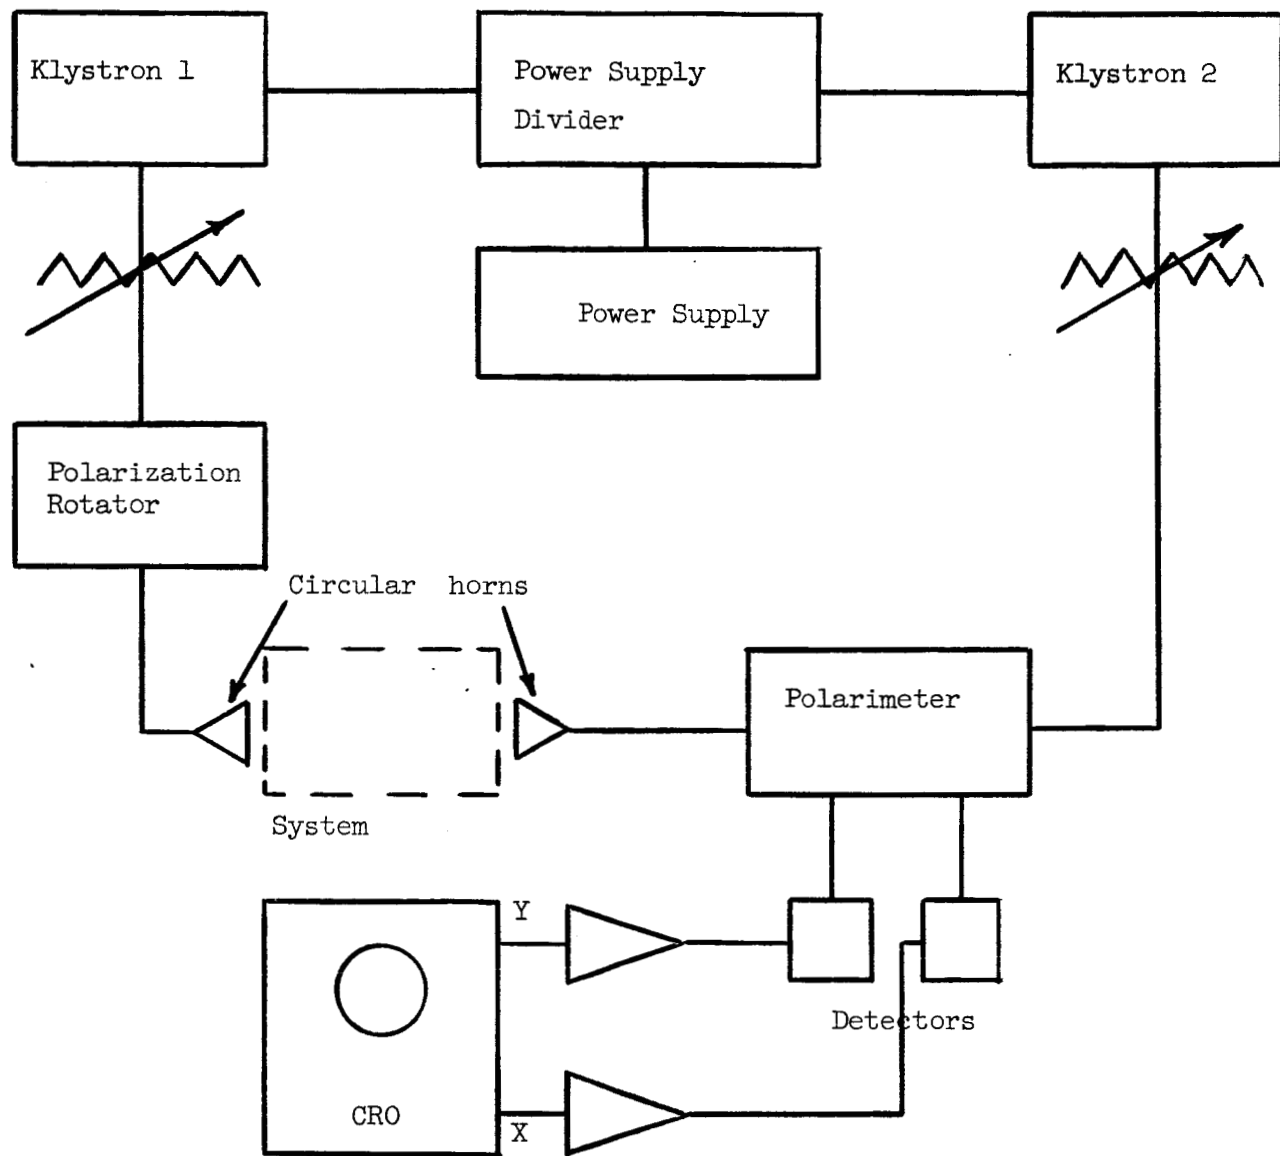 Klystron 1
Power Supply
Divider
Klystron 2
Power Supply
Polarization
Rotator
Circular horns
Polarimeter
System
Y
Detectors
CRO
X